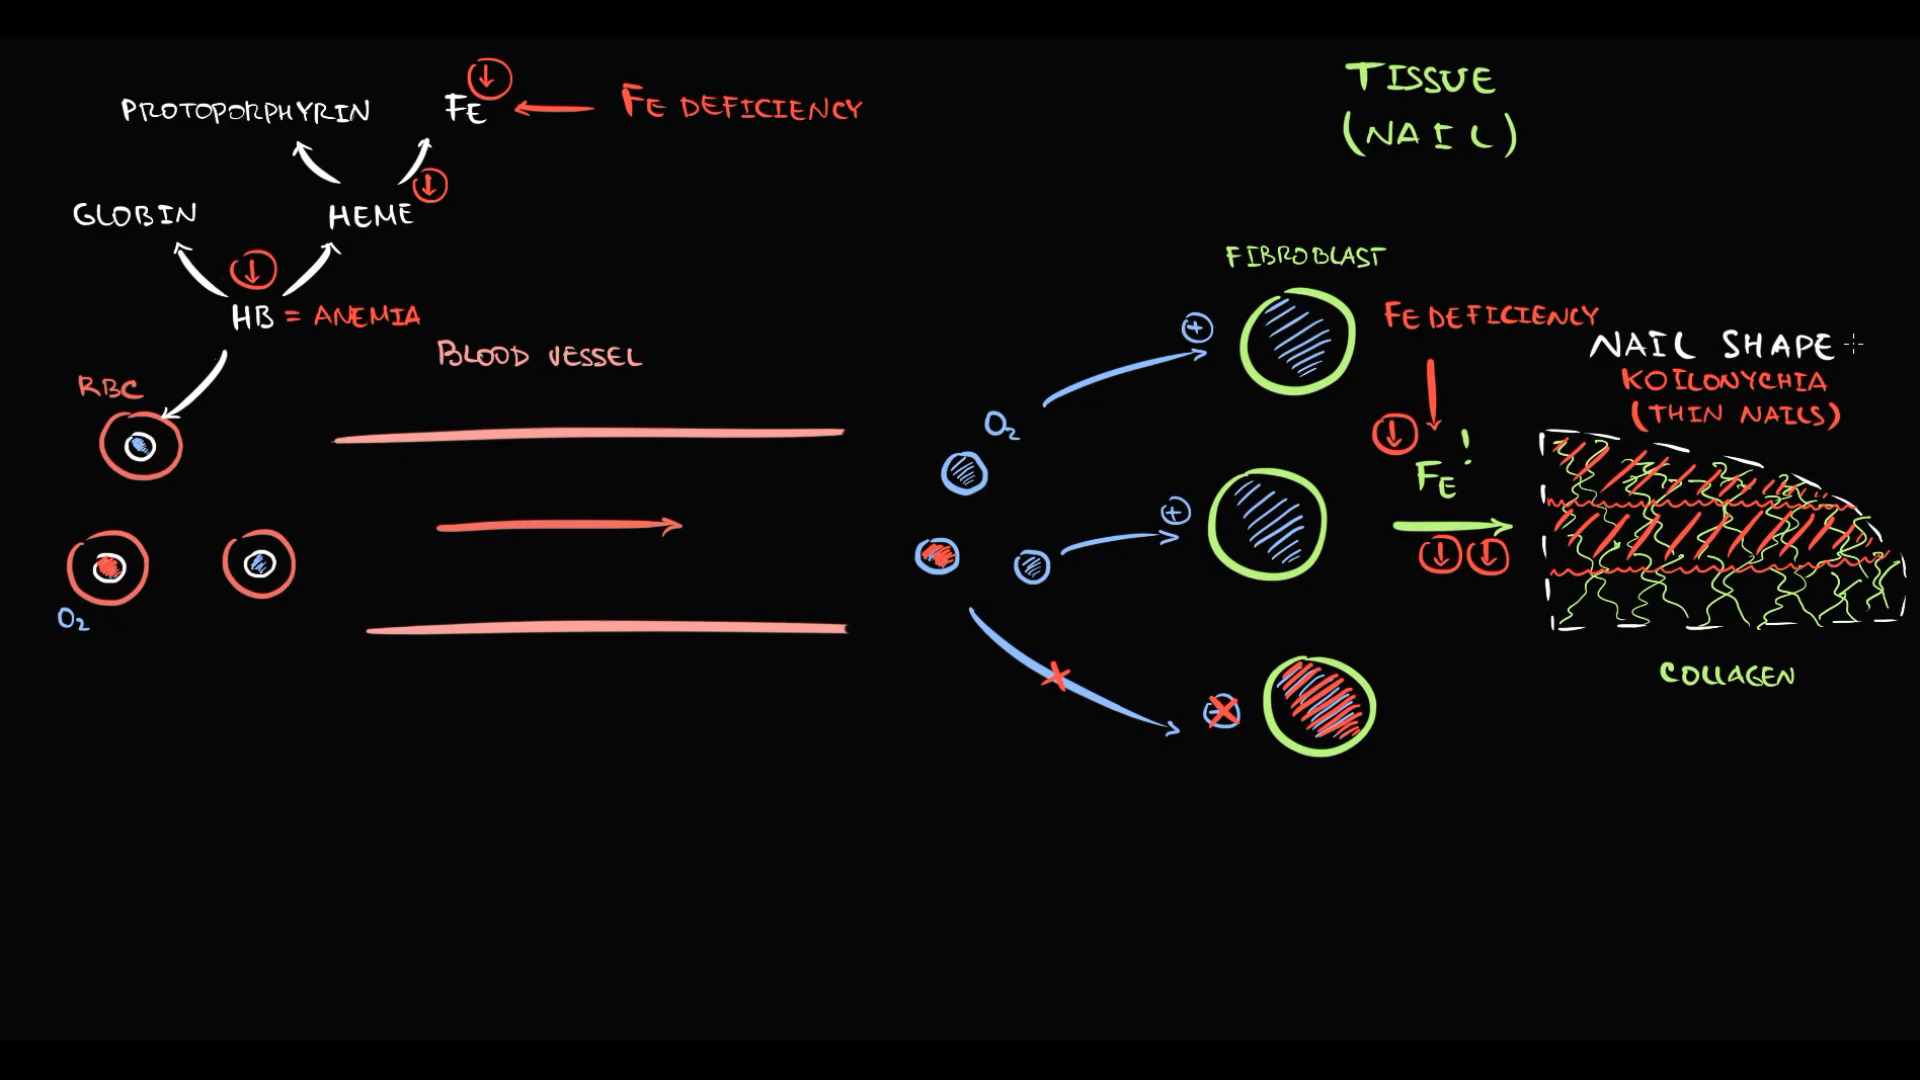 PROTOPORPHYRIN
FE
FE DEFICIENCY
GLOBIN
HEME
HB = ANEMIA
RBC
O2
BLOOD VESSEL
O2
TISSUE
(NAIL)
FIBROBLAST
FE DEFICIENCY
FE!
NAIL SHAPE
KOILONYCHIA
(THIN NAILS)
COLLAGEN